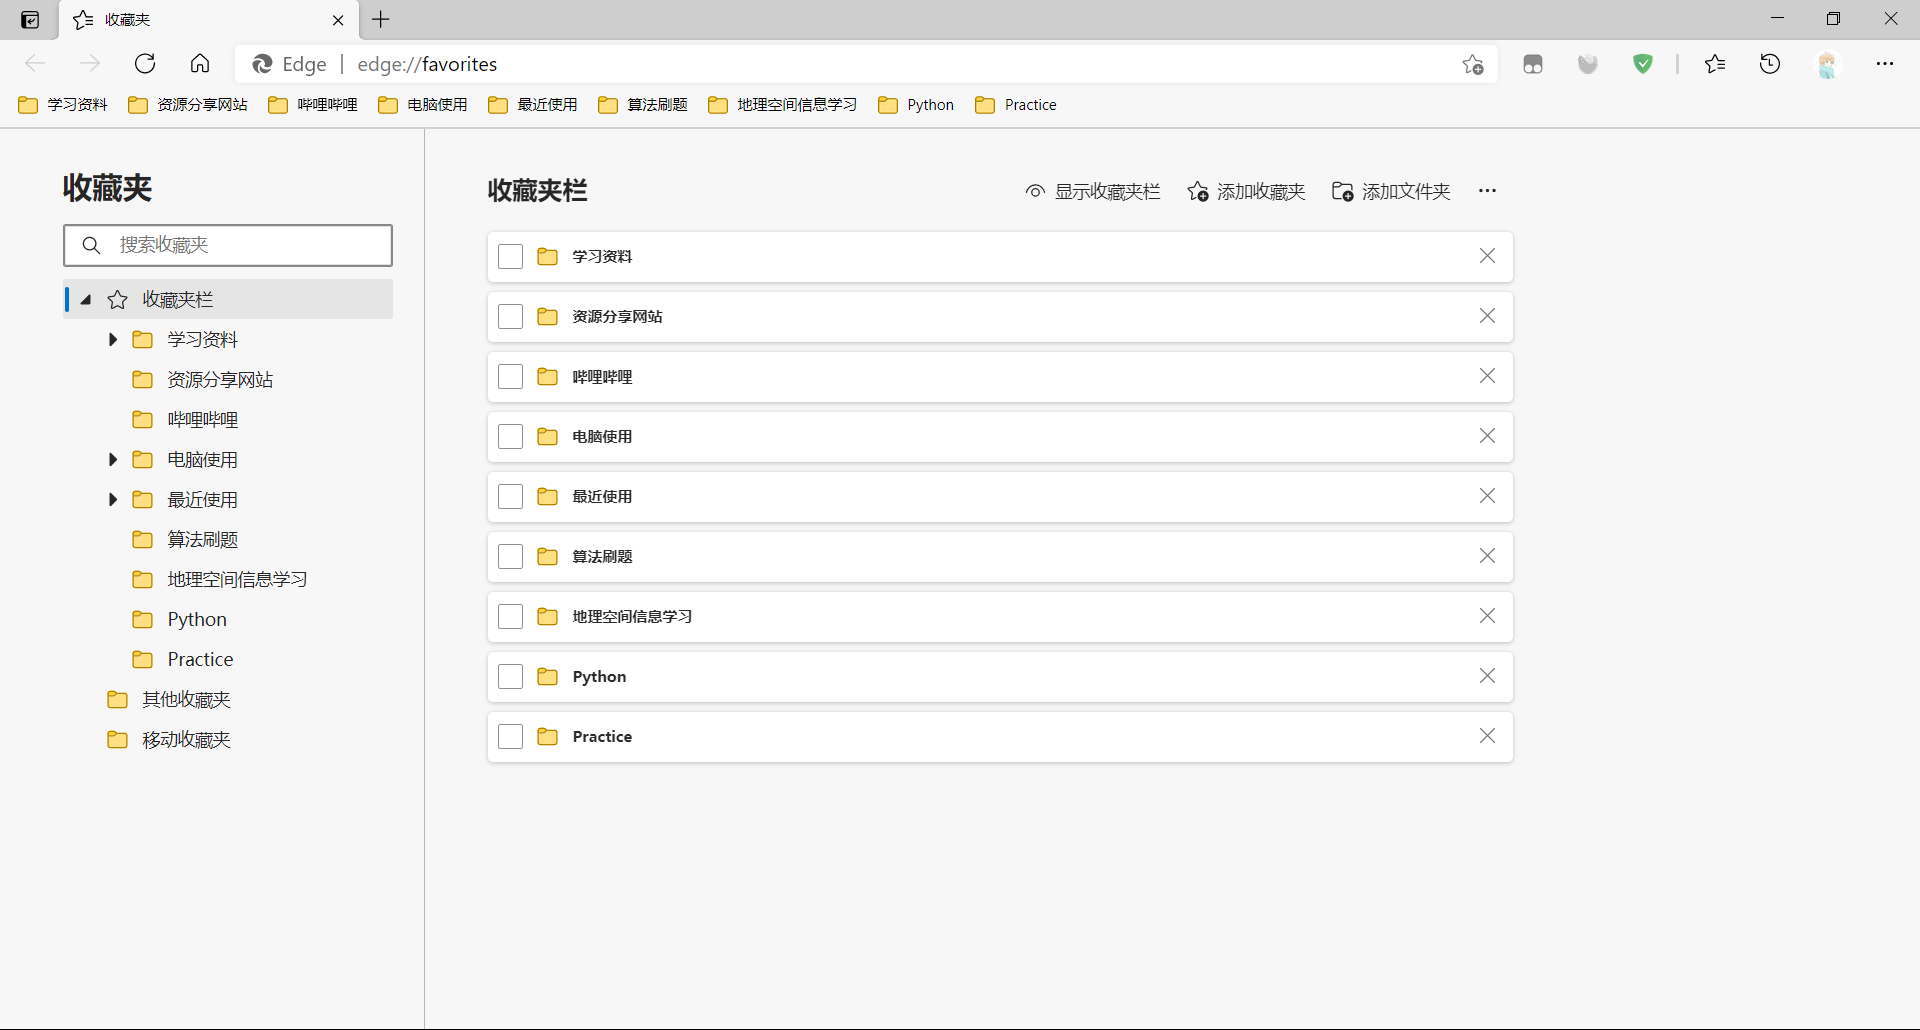 收藏夹
Edge | edge://favorites
学习资料 资源分享网站 哔哩哔哩 电脑使用 最近使用 算法刷题 地理空间信息学习 Python Practice
收藏夹
搜索收藏夹
收藏夹栏
学习资料
资源分享网站
哔哩哔哩
电脑使用
最近使用
算法刷题
地理空间信息学习
Python
Practice
其他收藏夹
移动收藏夹
收藏夹栏 显示收藏夹栏 添加收藏夹 添加文件夹
学习资料
资源分享网站
哔哩哔哩
电脑使用
最近使用
算法刷题
地理空间信息学习
Python
Practice